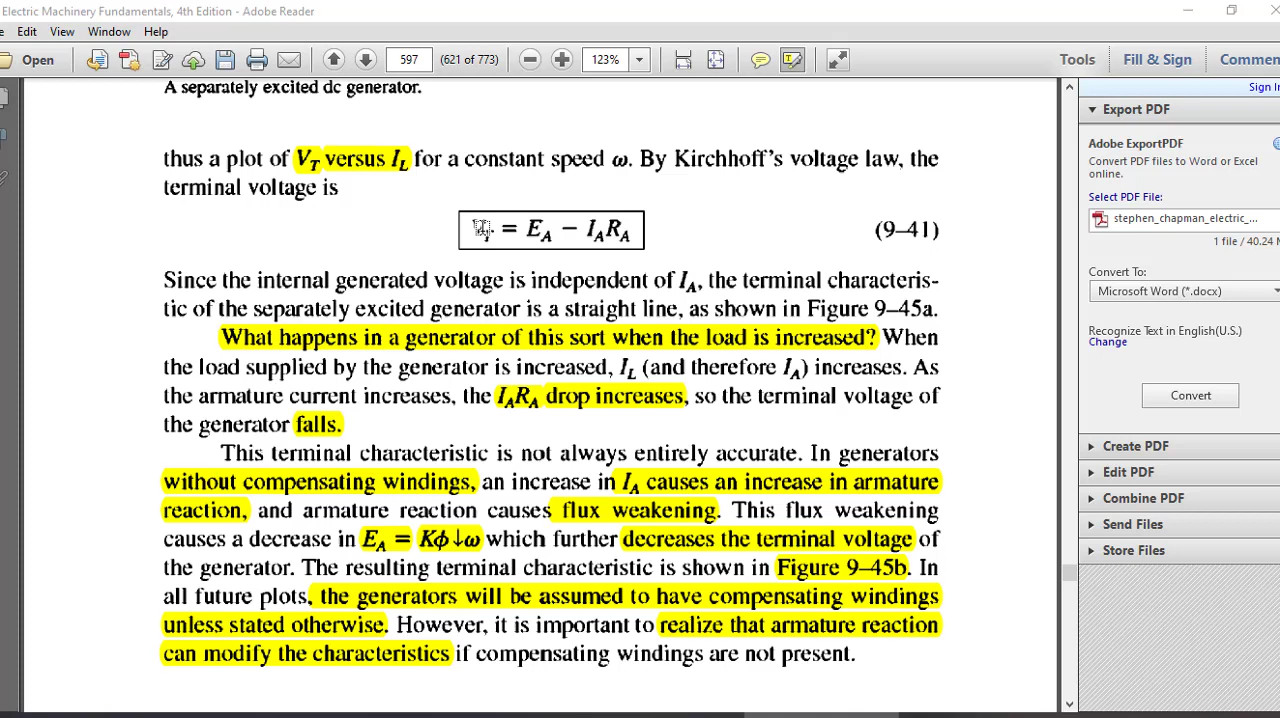 Electric Machinery Fundamentals, 4th Edition - Adobe Reader
Edit View Window Help
Open 597 (621 of 773) 123% Tools Fill & Sign Commen
Sign In
A separately excited dc generator.
thus a plot of V_T versus I_L for a constant speed ω. By Kirchhoff's voltage law, the
terminal voltage is
= E_A − I_A R_A (9–41)
Since the internal generated voltage is independent of I_A, the terminal characteris-
tic of the separately excited generator is a straight line, as shown in Figure 9–45a.
What happens in a generator of this sort when the load is increased? When
the load supplied by the generator is increased, I_L (and therefore I_A) increases. As
the armature current increases, the I_A R_A drop increases, so the terminal voltage of
the generator falls.
This terminal characteristic is not always entirely accurate. In generators
without compensating windings, an increase in I_A causes an increase in armature
reaction, and armature reaction causes flux weakening. This flux weakening
causes a decrease in E_A = Kϕ↓ω which further decreases the terminal voltage of
the generator. The resulting terminal characteristic is shown in Figure 9–45b. In
all future plots, the generators will be assumed to have compensating windings
unless stated otherwise. However, it is important to realize that armature reaction
can modify the characteristics if compensating windings are not present.
Export PDF
Adobe ExportPDF
Convert PDF files to Word or Excel
online.
Select PDF File:
stephen_chapman_electric_...
1 file / 40.24 M
Convert To:
Microsoft Word (*.docx)
Recognize Text in English(U.S.)
Change
Convert
Create PDF
Edit PDF
Combine PDF
Send Files
Store Files